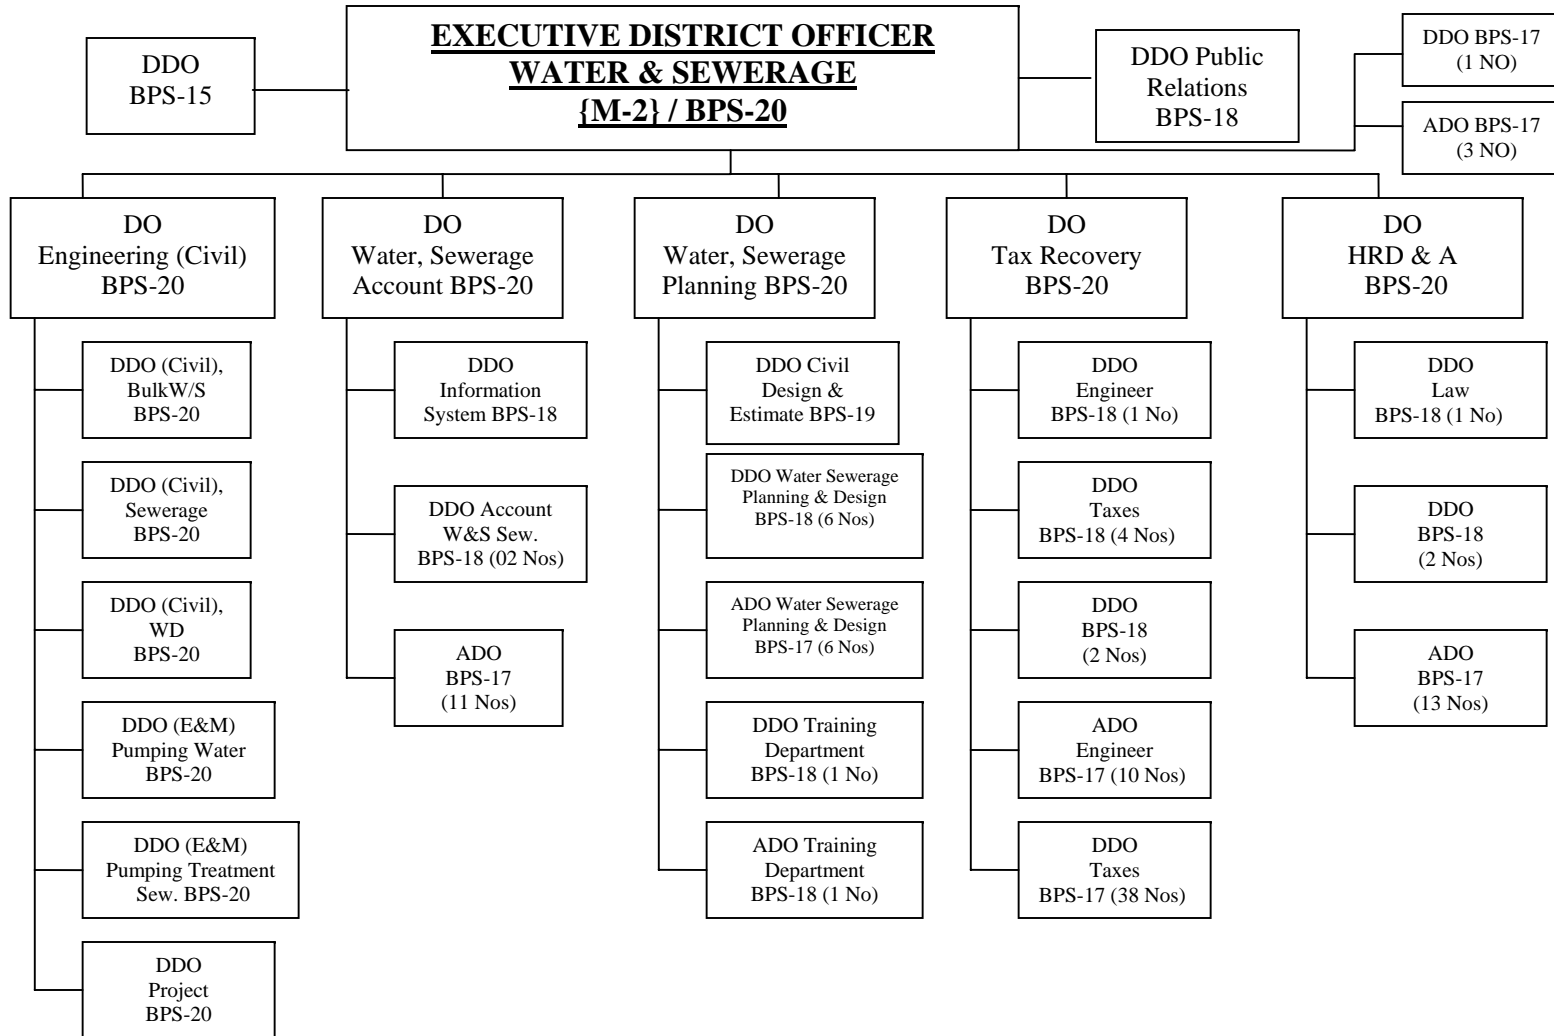 DDO
BPS-15
EXECUTIVE DISTRICT OFFICER
WATER & SEWERAGE
{M-2} / BPS-20
DDO Public
Relations
BPS-18
DDO BPS-17
(1 NO)
ADO BPS-17
(3 NO)
DO
Engineering (Civil)
BPS-20
DO
Water, Sewerage
Account BPS-20
DO
Water, Sewerage
Planning BPS-20
DO
Tax Recovery
BPS-20
DO
HRD & A
BPS-20
DDO (Civil),
BulkW/S
BPS-20
DDO (Civil),
Sewerage
BPS-20
DDO (Civil),
WD
BPS-20
DDO (E&M)
Pumping Water
BPS-20
DDO (E&M)
Pumping Treatment
Sew. BPS-20
DDO
Project
BPS-20
DDO
Information
System BPS-18
DDO Account
W&S Sew.
BPS-18 (02 Nos)
ADO
BPS-17
(11 Nos)
DDO Civil
Design &
Estimate BPS-19
DDO Water Sewerage
Planning & Design
BPS-18 (6 Nos)
ADO Water Sewerage
Planning & Design
BPS-17 (6 Nos)
DDO Training
Department
BPS-18 (1 No)
ADO Training
Department
BPS-18 (1 No)
DDO
Engineer
BPS-18 (1 No)
DDO
Taxes
BPS-18 (4 Nos)
DDO
BPS-18
(2 Nos)
ADO
Engineer
BPS-17 (10 Nos)
DDO
Taxes
BPS-17 (38 Nos)
DDO
Law
BPS-18 (1 No)
DDO
BPS-18
(2 Nos)
ADO
BPS-17
(13 Nos)